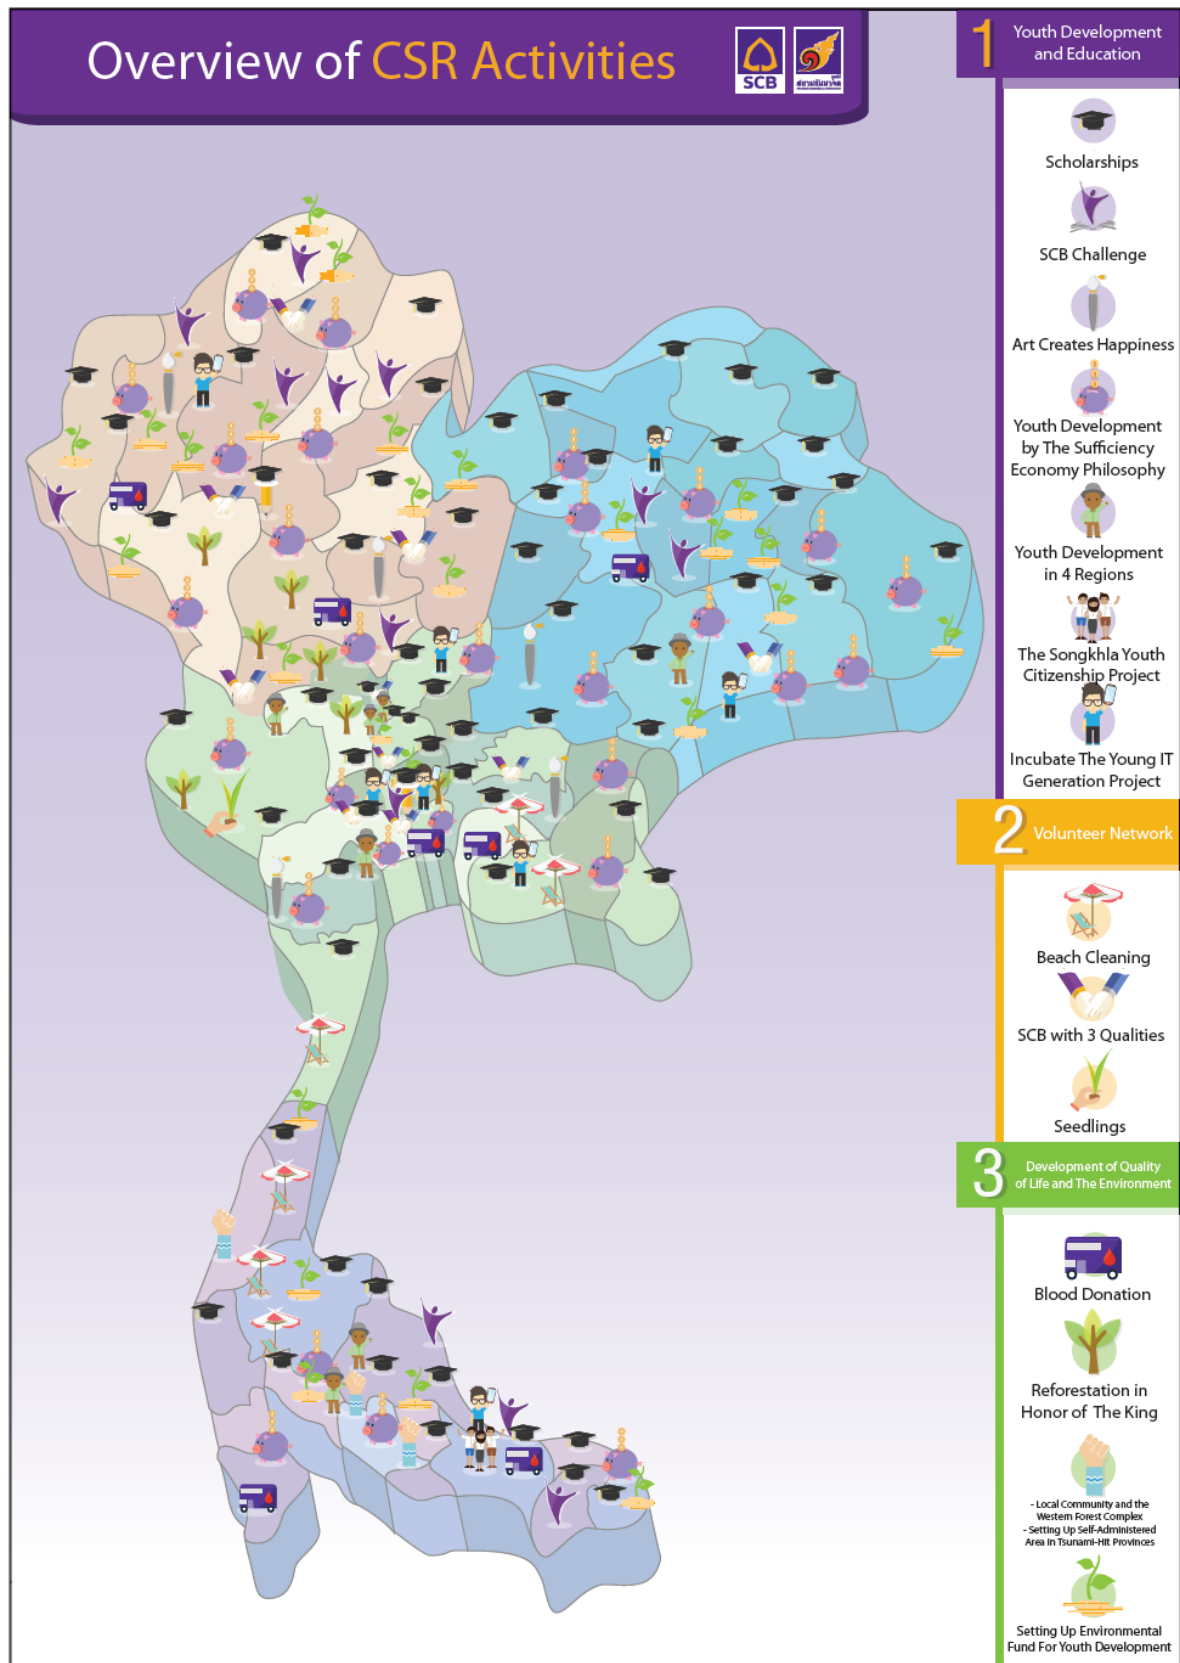 Overview of CSR Activities
SCB
1
Youth Development
and Education
Scholarships
SCB Challenge
Art Creates Happiness
Youth Development
by The Sufficiency
Economy Philosophy
Youth Development
in 4 Regions
The Songkhla Youth
Citizenship Project
Incubate The Young IT
Generation Project
2
Volunteer Network
Beach Cleaning
SCB with 3 Qualities
Seedlings
3
Development of Quality
of Life and The Environment
Blood Donation
Reforestation in
Honor of The King
- Local Community and the
Western Forest Complex
- Setting Up Self-Administered
Area in Tsunami-Hit Provinces
Setting Up Environmental
Fund For Youth Development